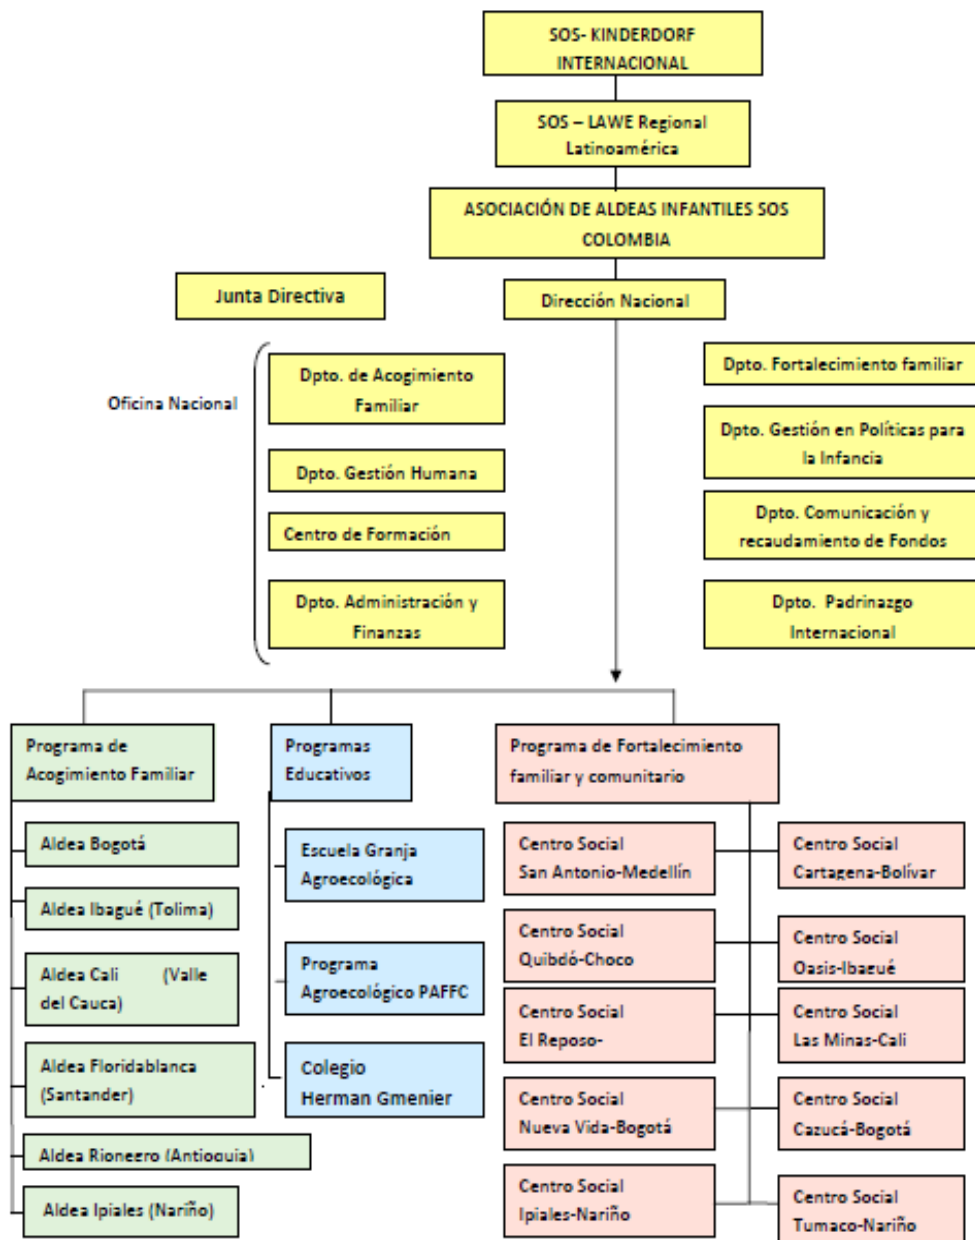 SOS- KINDERDORF
INTERNACIONAL
SOS – LAWE Regional
Latinoamérica
ASOCIACIÓN DE ALDEAS INFANTILES SOS
COLOMBIA
Junta Directiva
Dirección Nacional
Oficina Nacional
Dpto. de Acogimiento
Familiar
Dpto. Gestión Humana
Centro de Formación
Dpto. Administración y
Finanzas
Dpto. Fortalecimiento familiar
Dpto. Gestión en Políticas para
la Infancia
Dpto. Comunicación y
recaudamiento de Fondos
Dpto. Padrinazgo
Internacional
Programa de
Acogimiento Familiar
Aldea Bogotá
Aldea Ibagué (Tolima)
Aldea Cali (Valle
del Cauca)
Aldea Floridablanca
(Santander)
Aldea Rionegro (Antioquia)
Aldea Ipiales (Nariño)
Programas
Educativos
Escuela Granja
Agroecológica
Programa
Agroecológico PAFFC
Colegio
Herman Gmenier
Programa de Fortalecimiento
familiar y comunitario
Centro Social
San Antonio-Medellín
Centro Social
Quibdó-Choco
Centro Social
El Reposo-
Centro Social
Nueva Vida-Bogotá
Centro Social
Ipiales-Nariño
Centro Social
Cartagena-Bolívar
Centro Social
Oasis-Ibagué
Centro Social
Las Minas-Cali
Centro Social
Cazucá-Bogotá
Centro Social
Tumaco-Nariño